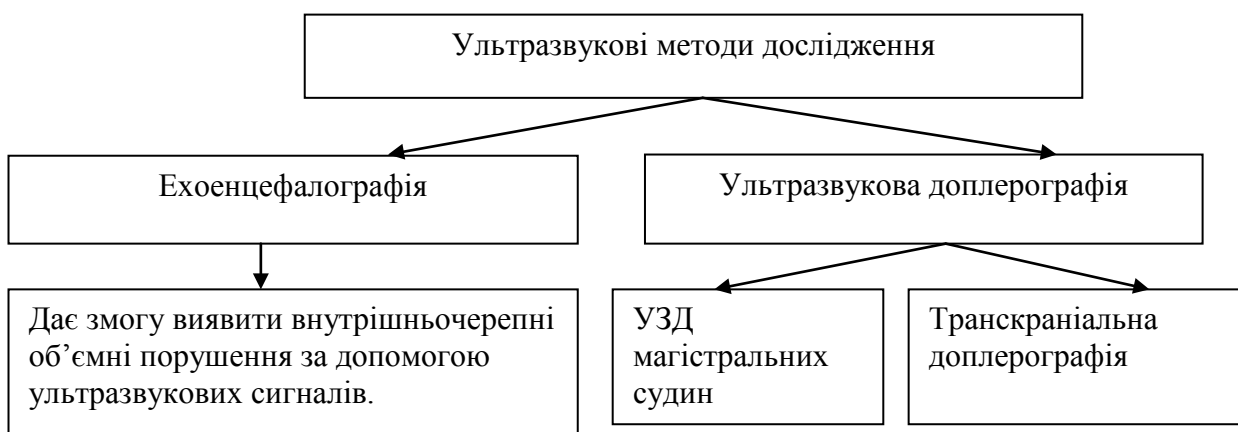 Ультразвукові методи дослідження
Ехоенцефалографія
Ультразвукова доплерографія
Дає змогу виявити внутрішньочерепні
об’ємні порушення за допомогою
ультразвукових сигналів.
УЗД
магістральних
судин
Транскраніальна
доплерографія